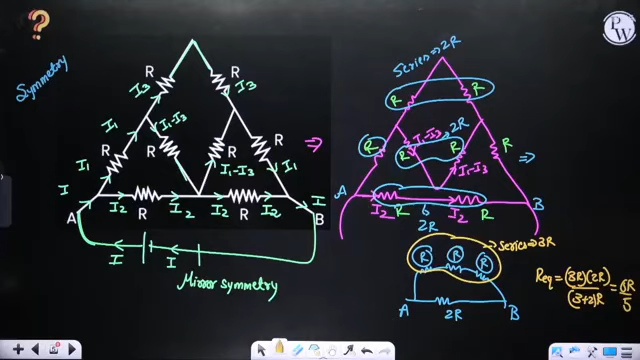 ?
Symmetry
R R
I3 I3
I1 I1-I3
R R R R
I1 I1-I3 I1
I I2 I2 I2 I2 I
A R R B
I I
Mirror symmetry
⇒
PW
Series→2R
R R
R I1-I3 2R R
R R
I1-I3 ⇒
A I2 R I2 R B
2R
Series→3R
R R R
A 2R B
Req = (3R)(2R)/(3+2)R = 6R/5